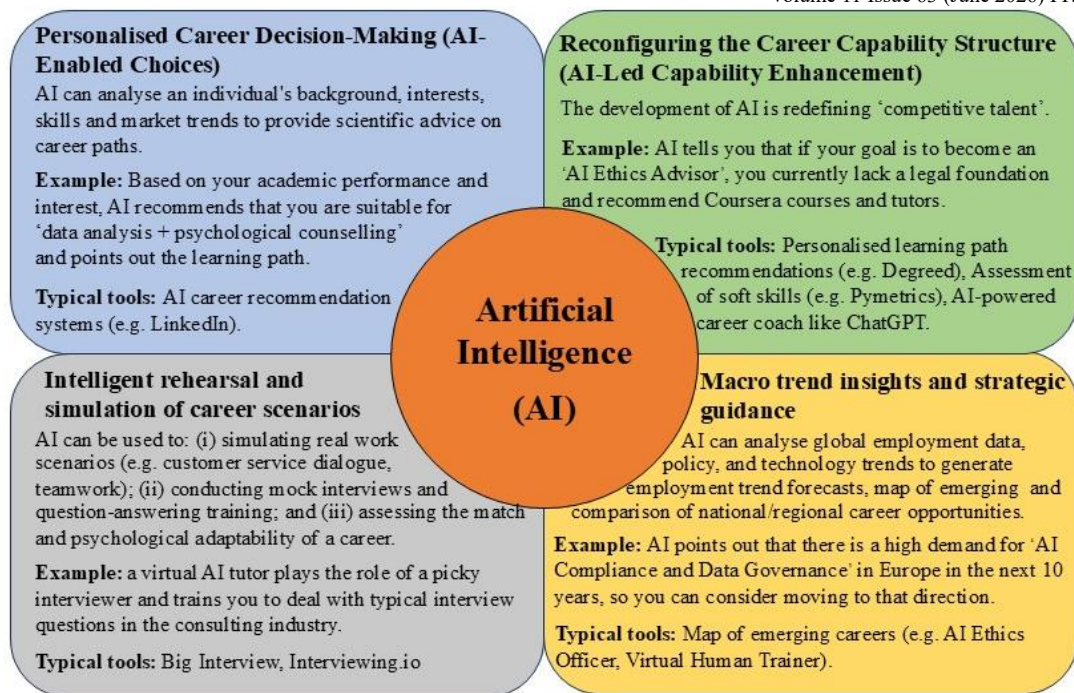 Volume 11 Issue 63 (June 2026)
Personalised Career Decision-Making (AI-
Enabled Choices)
AI can analyse an individual's background, interests,
skills and market trends to provide scientific advice on
career paths.
Example: Based on your academic performance and
interest, AI recommends that you are suitable for
‘data analysis + psychological counselling’
and points out the learning path.
Typical tools: AI career recommendation
systems (e.g. LinkedIn).
Reconfiguring the Career Capability Structure
(AI-Led Capability Enhancement)
The development of AI is redefining ‘competitive talent’.
Example: AI tells you that if your goal is to become an
‘AI Ethics Advisor’, you currently lack a legal foundation
and recommend Coursera courses and tutors.
Typical tools: Personalised learning path
recommendations (e.g. Degreed), Assessment
of soft skills (e.g. Pymetrics), AI-powered
career coach like ChatGPT.
Artificial
Intelligence
(AI)
Intelligent rehearsal and
simulation of career scenarios
AI can be used to: (i) simulating real work
scenarios (e.g. customer service dialogue,
teamwork); (ii) conducting mock interviews and
question-answering training; and (iii) assessing the match
and psychological adaptability of a career.
Example: a virtual AI tutor plays the role of a picky
interviewer and trains you to deal with typical interview
questions in the consulting industry.
Typical tools: Big Interview, Interviewing.io
Macro trend insights and strategic
guidance
AI can analyse global employment data,
policy, and technology trends to generate
employment trend forecasts, map of emerging and
comparison of national/regional career opportunities.
Example: AI points out that there is a high demand for ‘AI
Compliance and Data Governance’ in Europe in the next 10
years, so you can consider moving to that direction.
Typical tools: Map of emerging careers (e.g. AI Ethics
Officer, Virtual Human Trainer).